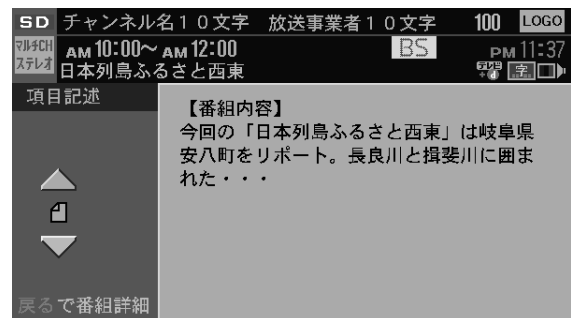 SD チャンネル名10文字 放送事業者10文字 100 LOGO
マルチCH ステレオ
AM 10:00~ AM 12:00 BS PM 11:37
日本列島ふるさと西東 字
項目記述
【番組内容】
今回の「日本列島ふるさと西東」は岐阜県
安八町をリポート。長良川と揖斐川に囲ま
れた・・・
戻る で番組詳細